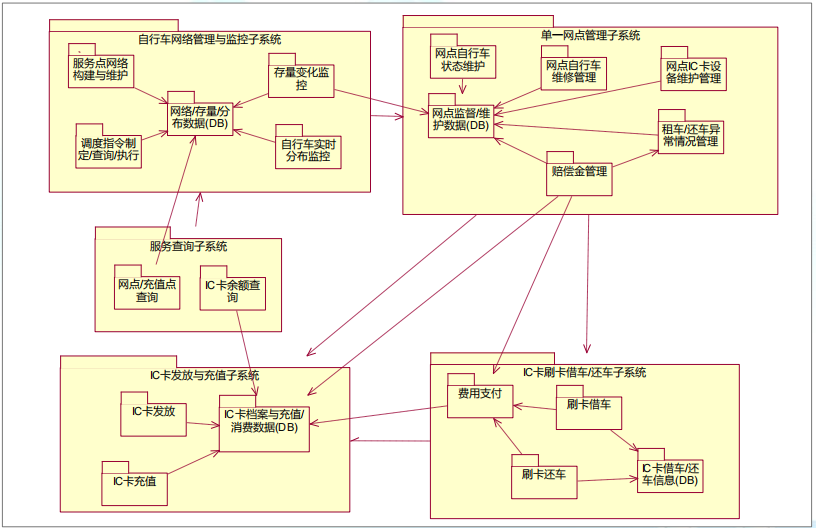 自行车网络管理与监控子系统
服务点网络
构建与维护
存量变化监
控
网络/存量/分
布数据(DB)
调度指令制
定/查询/执行
自行车实时
分布监控
单一网点管理子系统
网点自行车
状态维护
网点自行车
维修管理
网点IC卡设
备维护管理
网点监督/维
护数据(DB)
租车/还车异
常情况管理
赔偿金管理
服务查询子系统
网点/充值点
查询
IC卡余额查
询
IC卡发放与充值子系统
IC卡发放
IC卡档案与充值/
消费数据(DB)
IC卡充值
IC卡刷卡借车/还车子系统
费用支付
刷卡借车
刷卡还车
IC卡借车/还
车信息(DB)